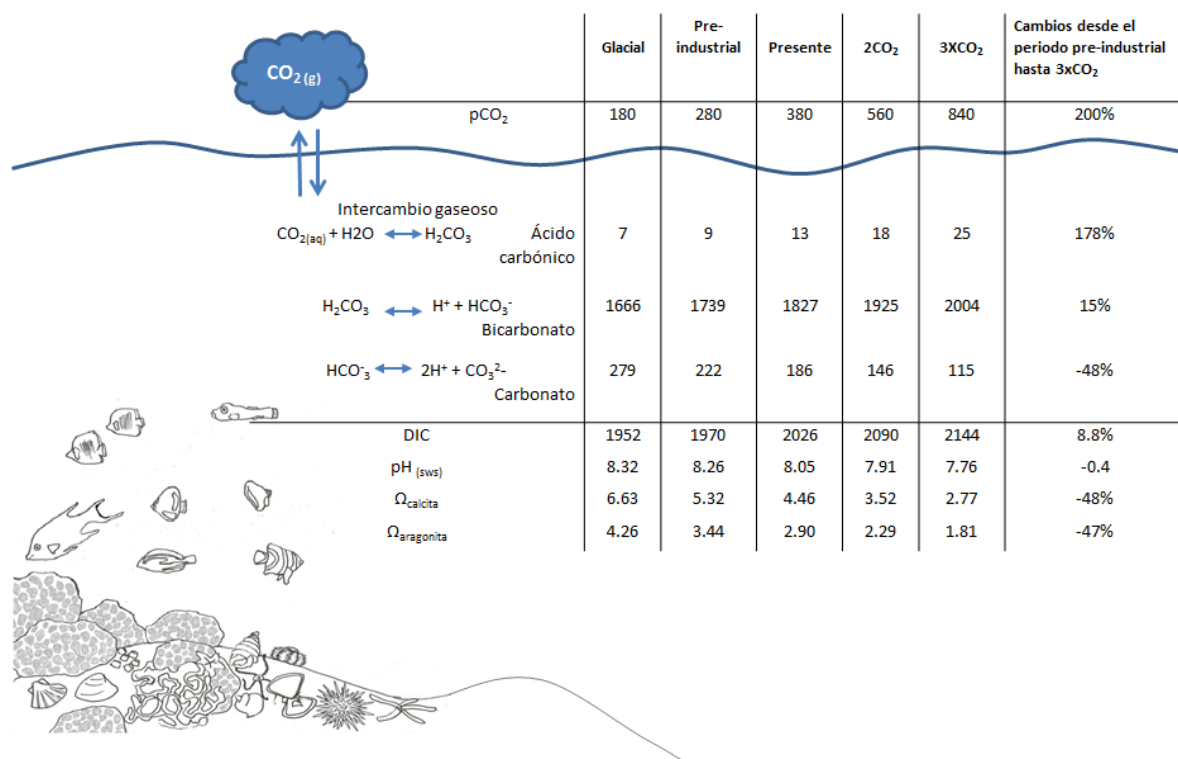 Glacial Pre-industrial Presente 2CO₂ 3XCO₂ Cambios desde el periodo pre-industrial hasta 3xCO₂
CO₂ (g)
pCO₂ 180 280 380 560 840 200%
Intercambio gaseoso
CO₂(aq) + H2O H₂CO₃ Ácido carbónico 7 9 13 18 25 178%
H₂CO₃ H⁺ + HCO₃⁻ Bicarbonato 1666 1739 1827 1925 2004 15%
HCO⁻₃ 2H⁺ + CO₃²- Carbonato 279 222 186 146 115 -48%
DIC 1952 1970 2026 2090 2144 8.8%
pH (sws) 8.32 8.26 8.05 7.91 7.76 -0.4
Ωcalcita 6.63 5.32 4.46 3.52 2.77 -48%
Ωaragonita 4.26 3.44 2.90 2.29 1.81 -47%